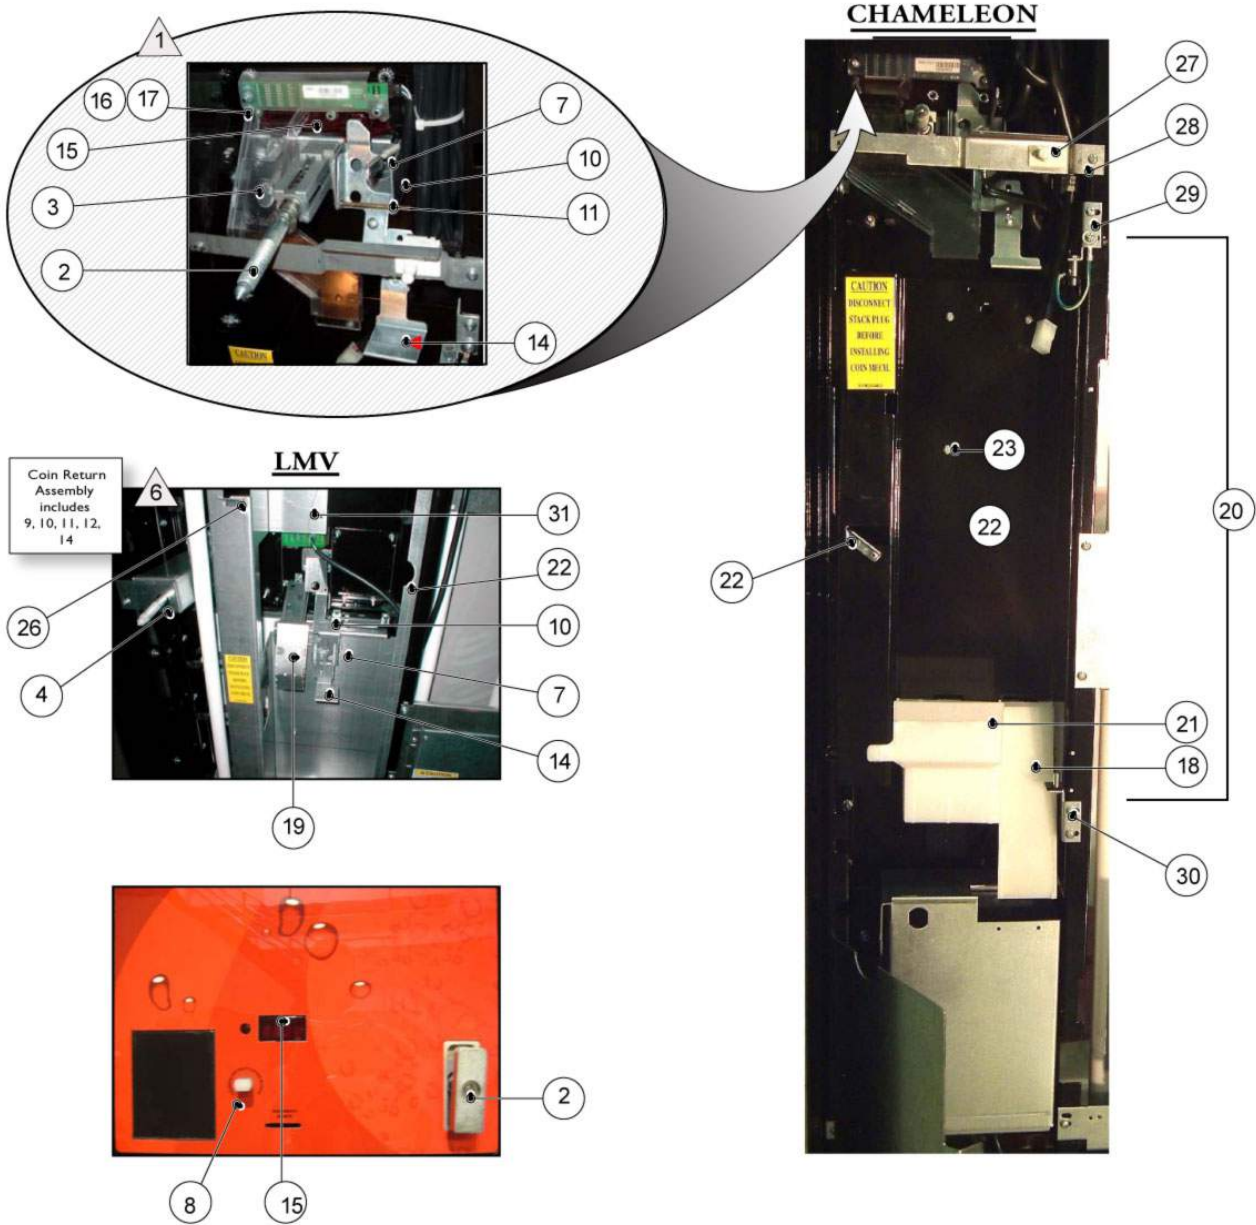 CHAMELEON
1
16
17
15
3
2
7
10
11
14
CAUTION
27
28
29
CAUTION
DISCONNECT
STACK PLUG
BEFORE
INSTALLING
COIN MECH.
23
22
22
20
21
18
30
LMV
Coin Return
Assembly
includes
9, 10, 11, 12,
14
6
26
4
31
22
10
7
14
19
CAUTION
2
8
15